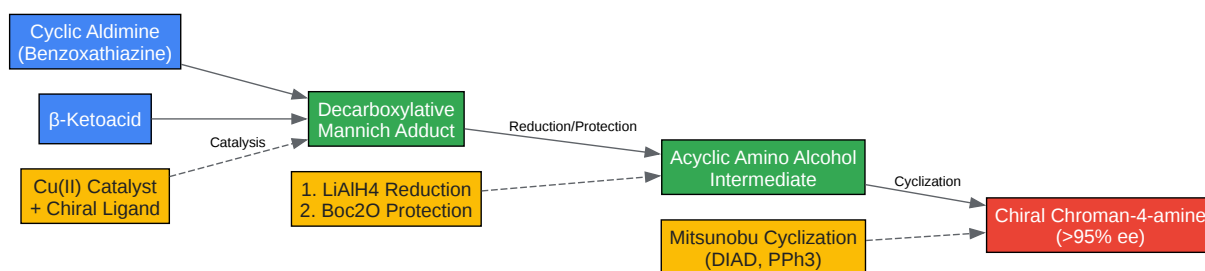 Cyclic Aldimine
(Benzoxathiazine)
β-Ketoacid
Cu(II) Catalyst
+ Chiral Ligand
Catalysis
Decarboxylative
Mannich Adduct
1. LiAlH4 Reduction
2. Boc2O Protection
Reduction/Protection
Acyclic Amino Alcohol
Intermediate
Mitsunobu Cyclization
(DIAD, PPh3)
Cyclization
Chiral Chroman-4-amine
(>95% ee)